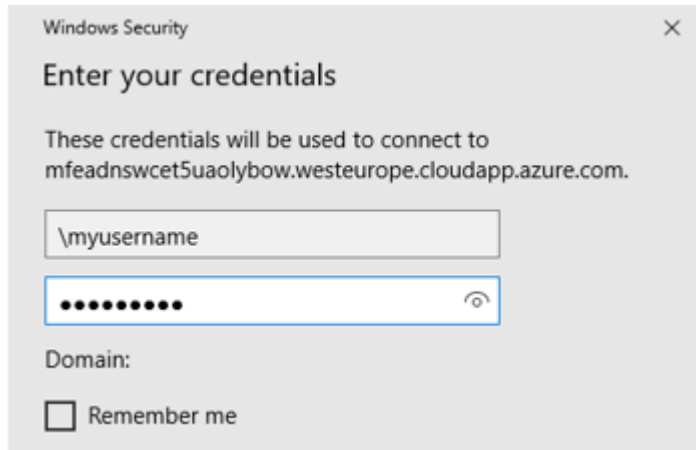 Windows Security
Enter your credentials
These credentials will be used to connect to
mfeadnswcet5uaolybow.westeurope.cloudapp.azure.com.
\myusername
●●●●●●●●●
Domain:
Remember me